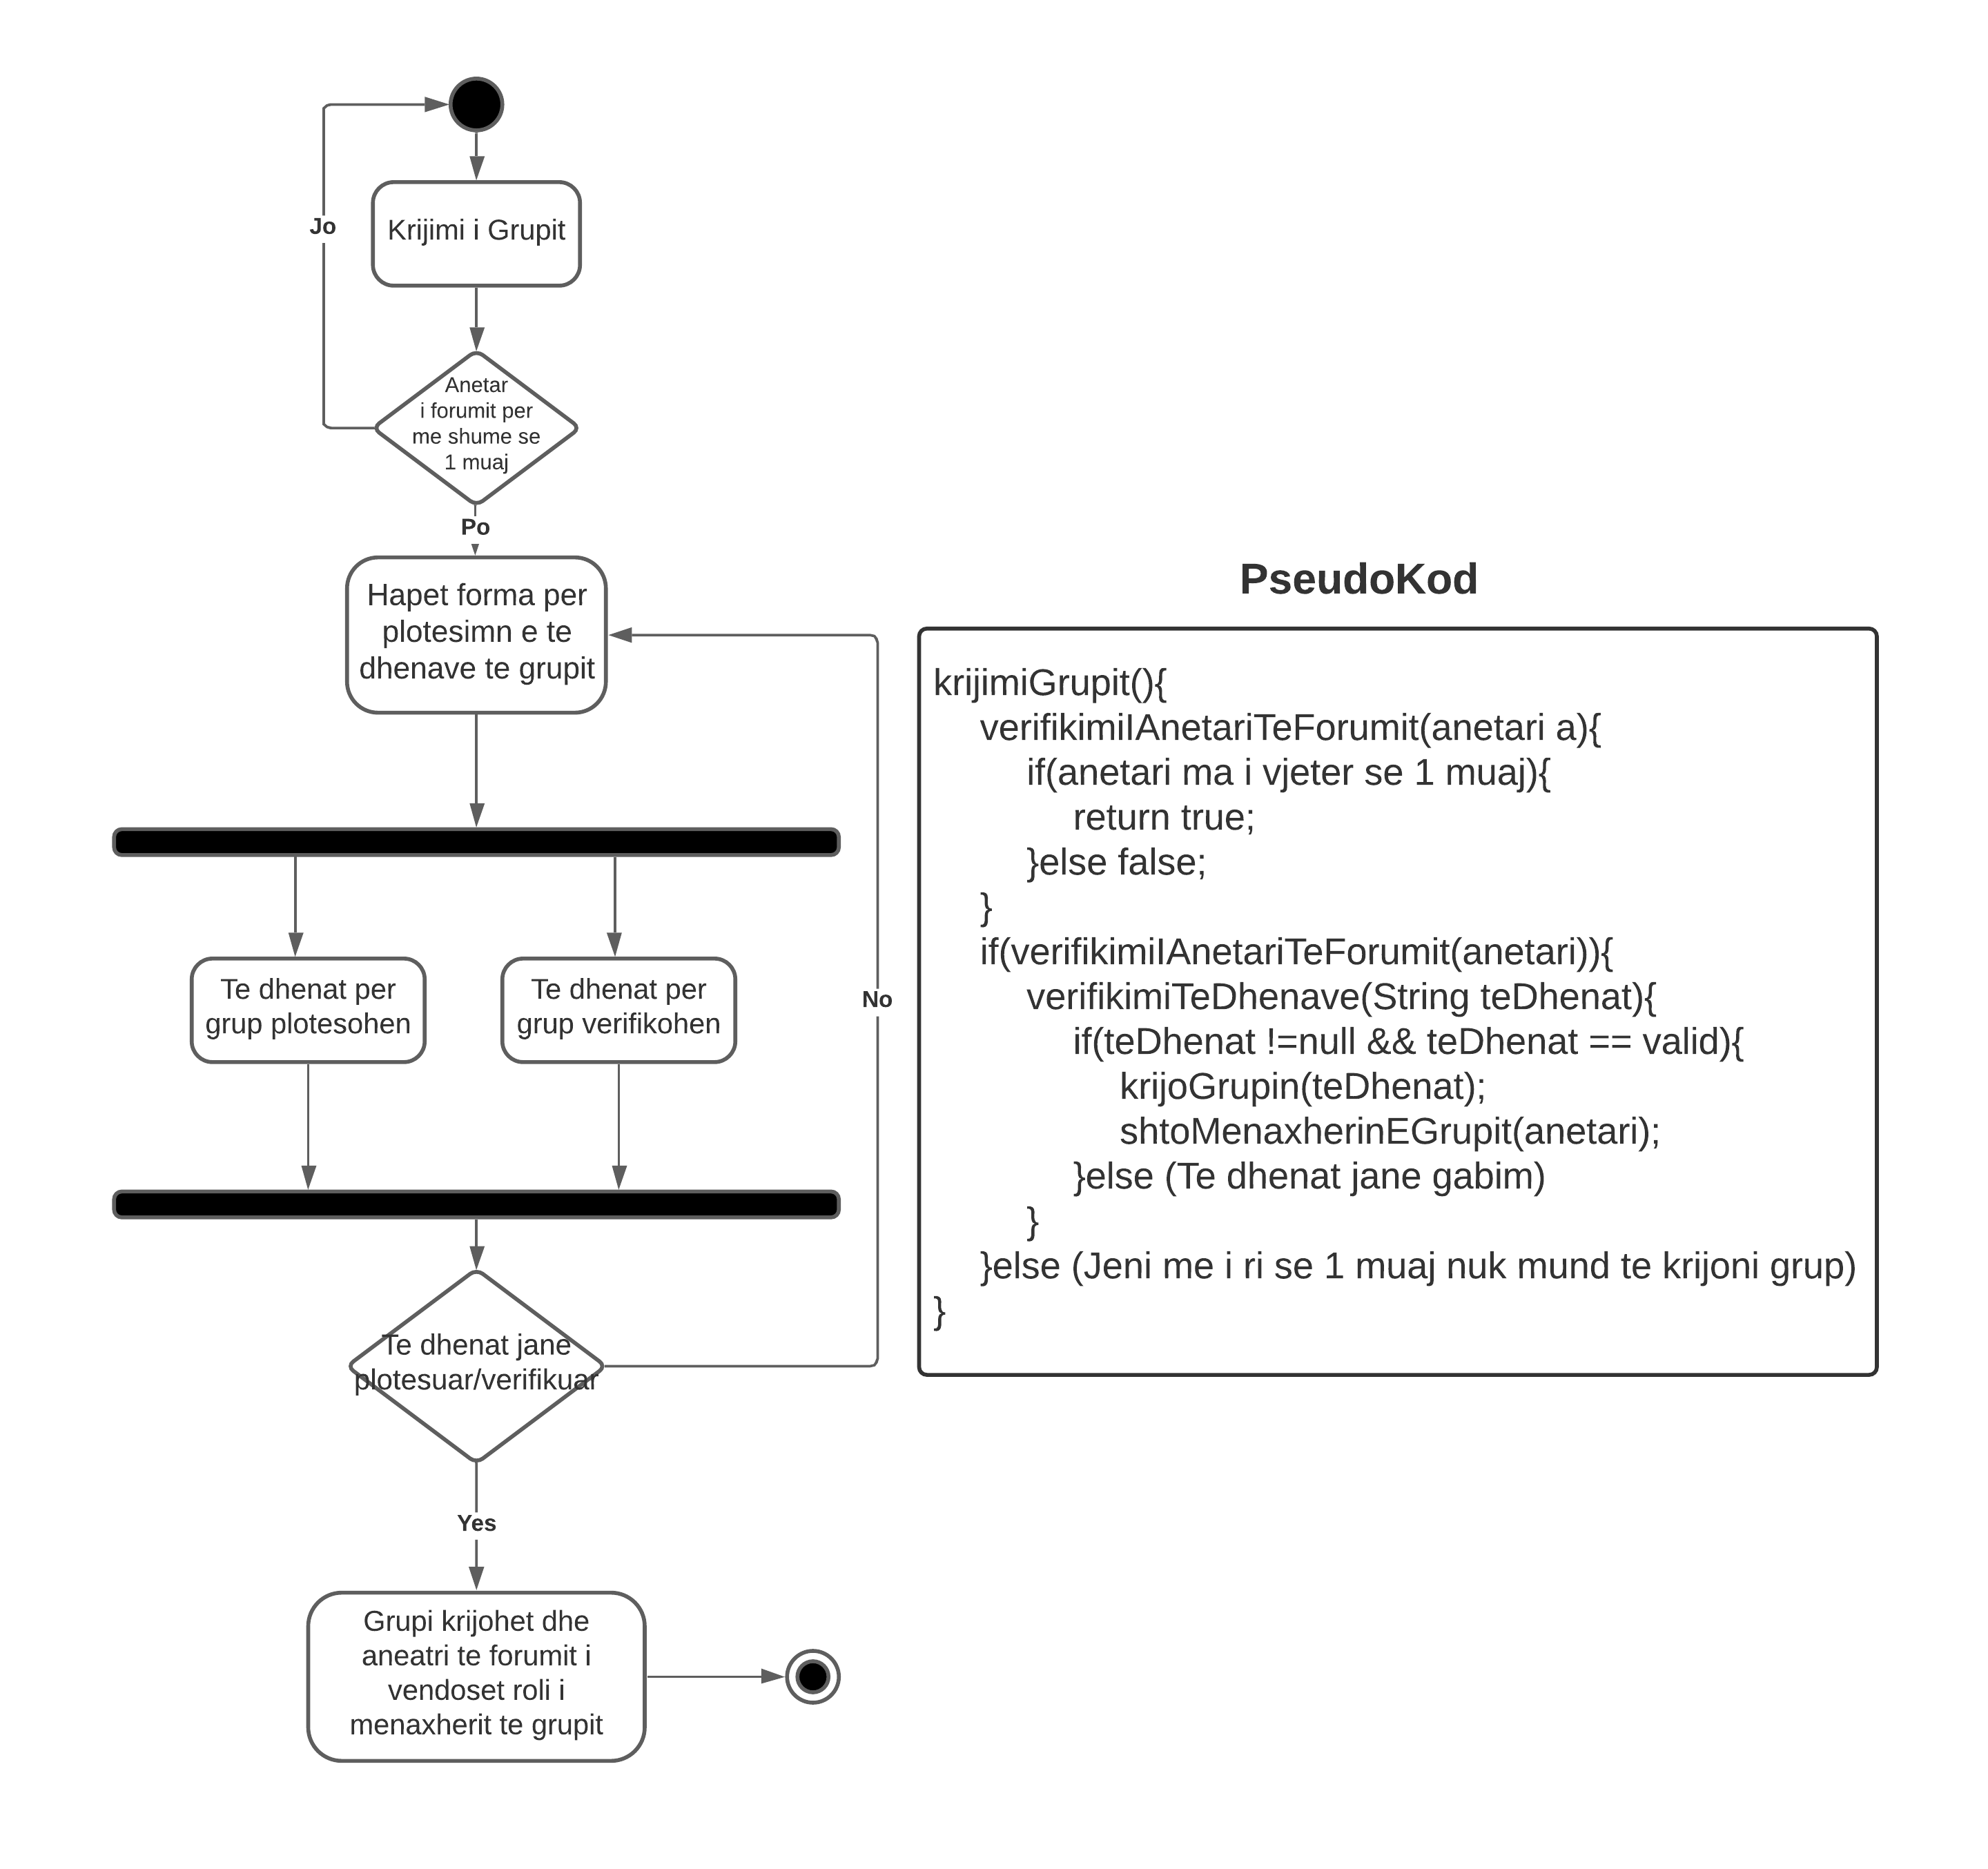 Jo
Krijimi i Grupit
Anetar
i forumit per
me shume se
1 muaj
Po
Hapet forma per
plotesimn e te
dhenave te grupit
Te dhenat per
grup plotesohen
Te dhenat per
grup verifikohen
No
Te dhenat jane
plotesuar/verifikuar
Yes
Grupi krijohet dhe
aneatri te forumit i
vendoset roli i
menaxherit te grupit
PseudoKod
krijimiGrupit(){
verifikimiIAnetariTeForumit(anetari a){
if(anetari ma i vjeter se 1 muaj){
return true;
}else false;
}
if(verifikimiIAnetariTeForumit(anetari)){
verifikimiTeDhenave(String teDhenat){
if(teDhenat !=null && teDhenat == valid){
krijoGrupin(teDhenat);
shtoMenaxherinEGrupit(anetari);
}else (Te dhenat jane gabim)
}
}else (Jeni me i ri se 1 muaj nuk mund te krijoni grup)
}